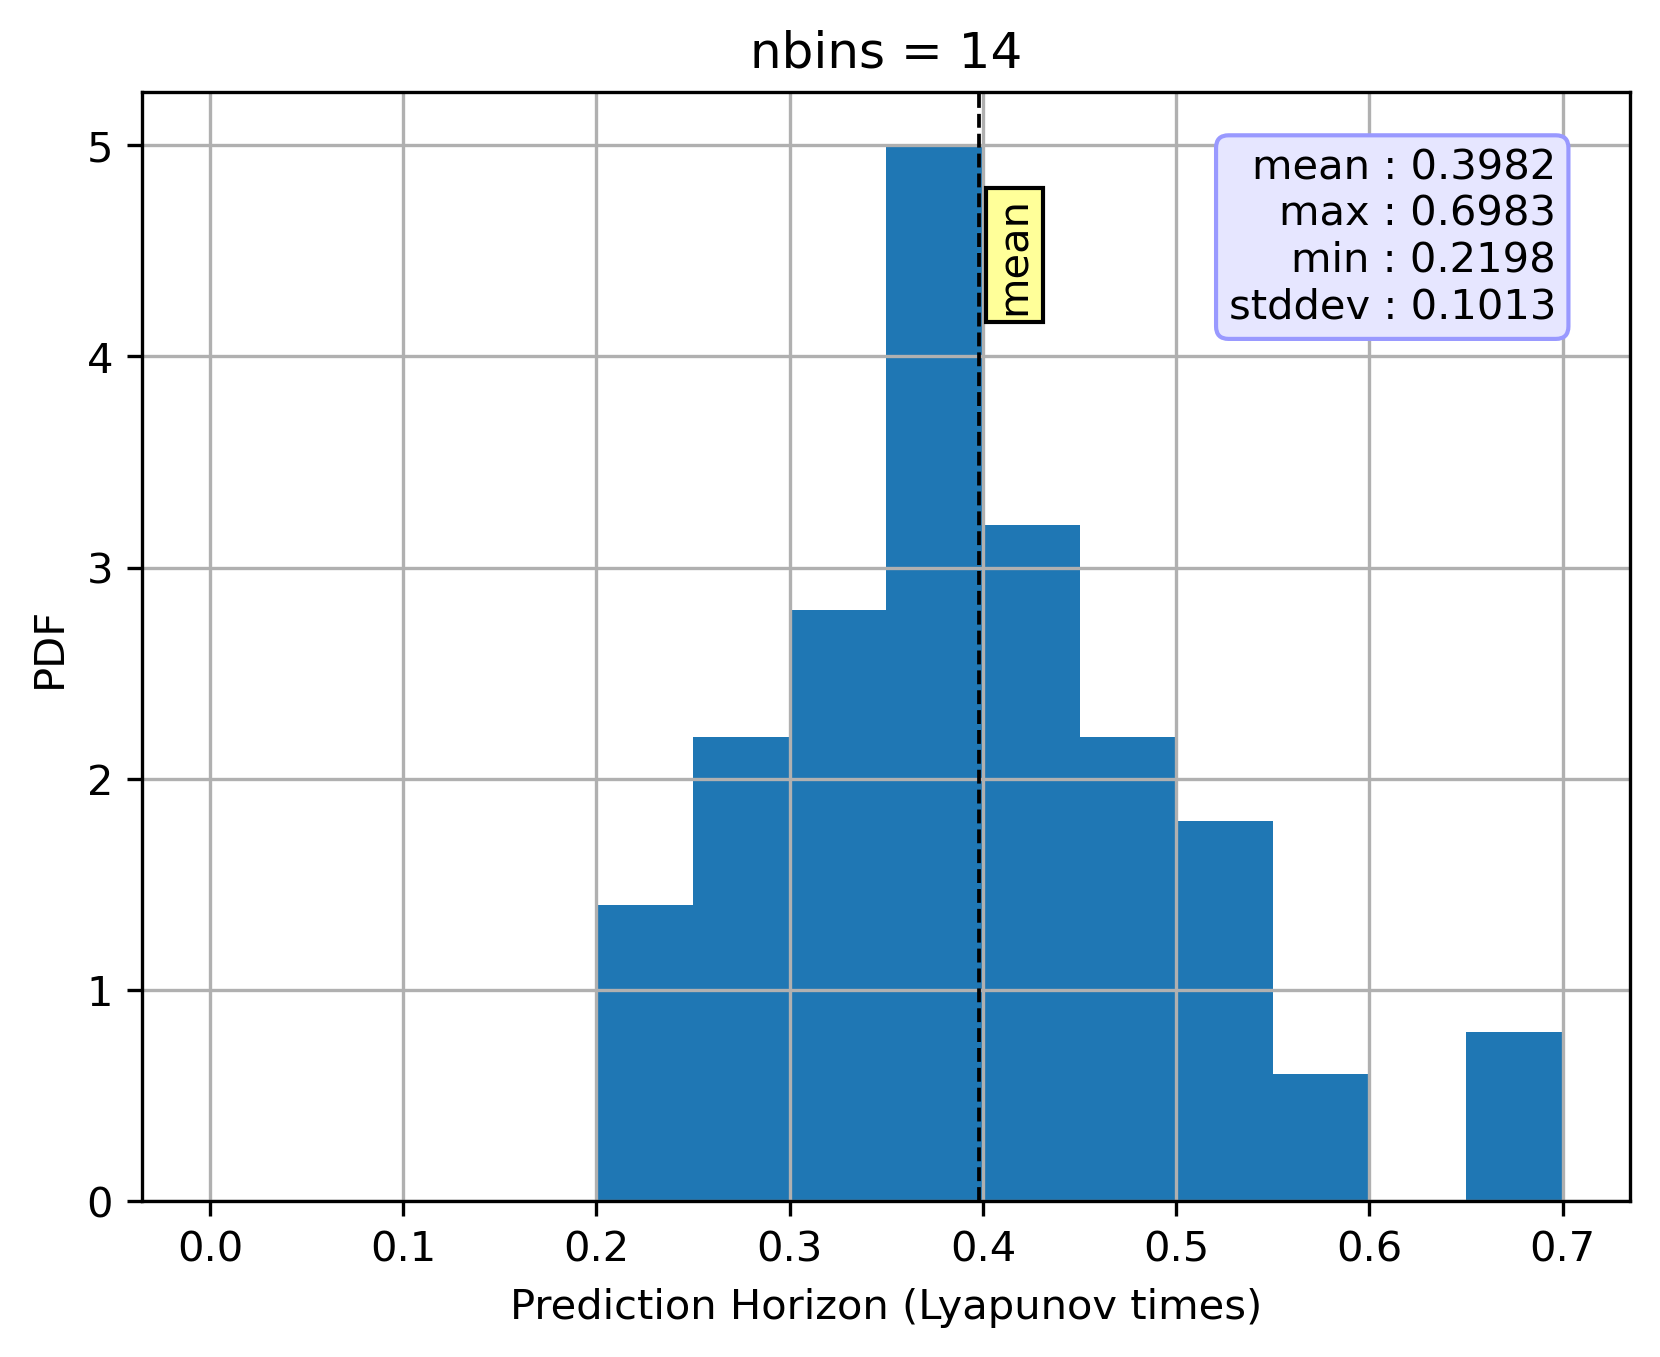 nbins = 14
mean : 0.3982
max : 0.6983
min : 0.2198
stddev : 0.1013
mean
PDF
5
4
3
2
1
0
0.0 0.1 0.2 0.3 0.4 0.5 0.6 0.7
Prediction Horizon (Lyapunov times)